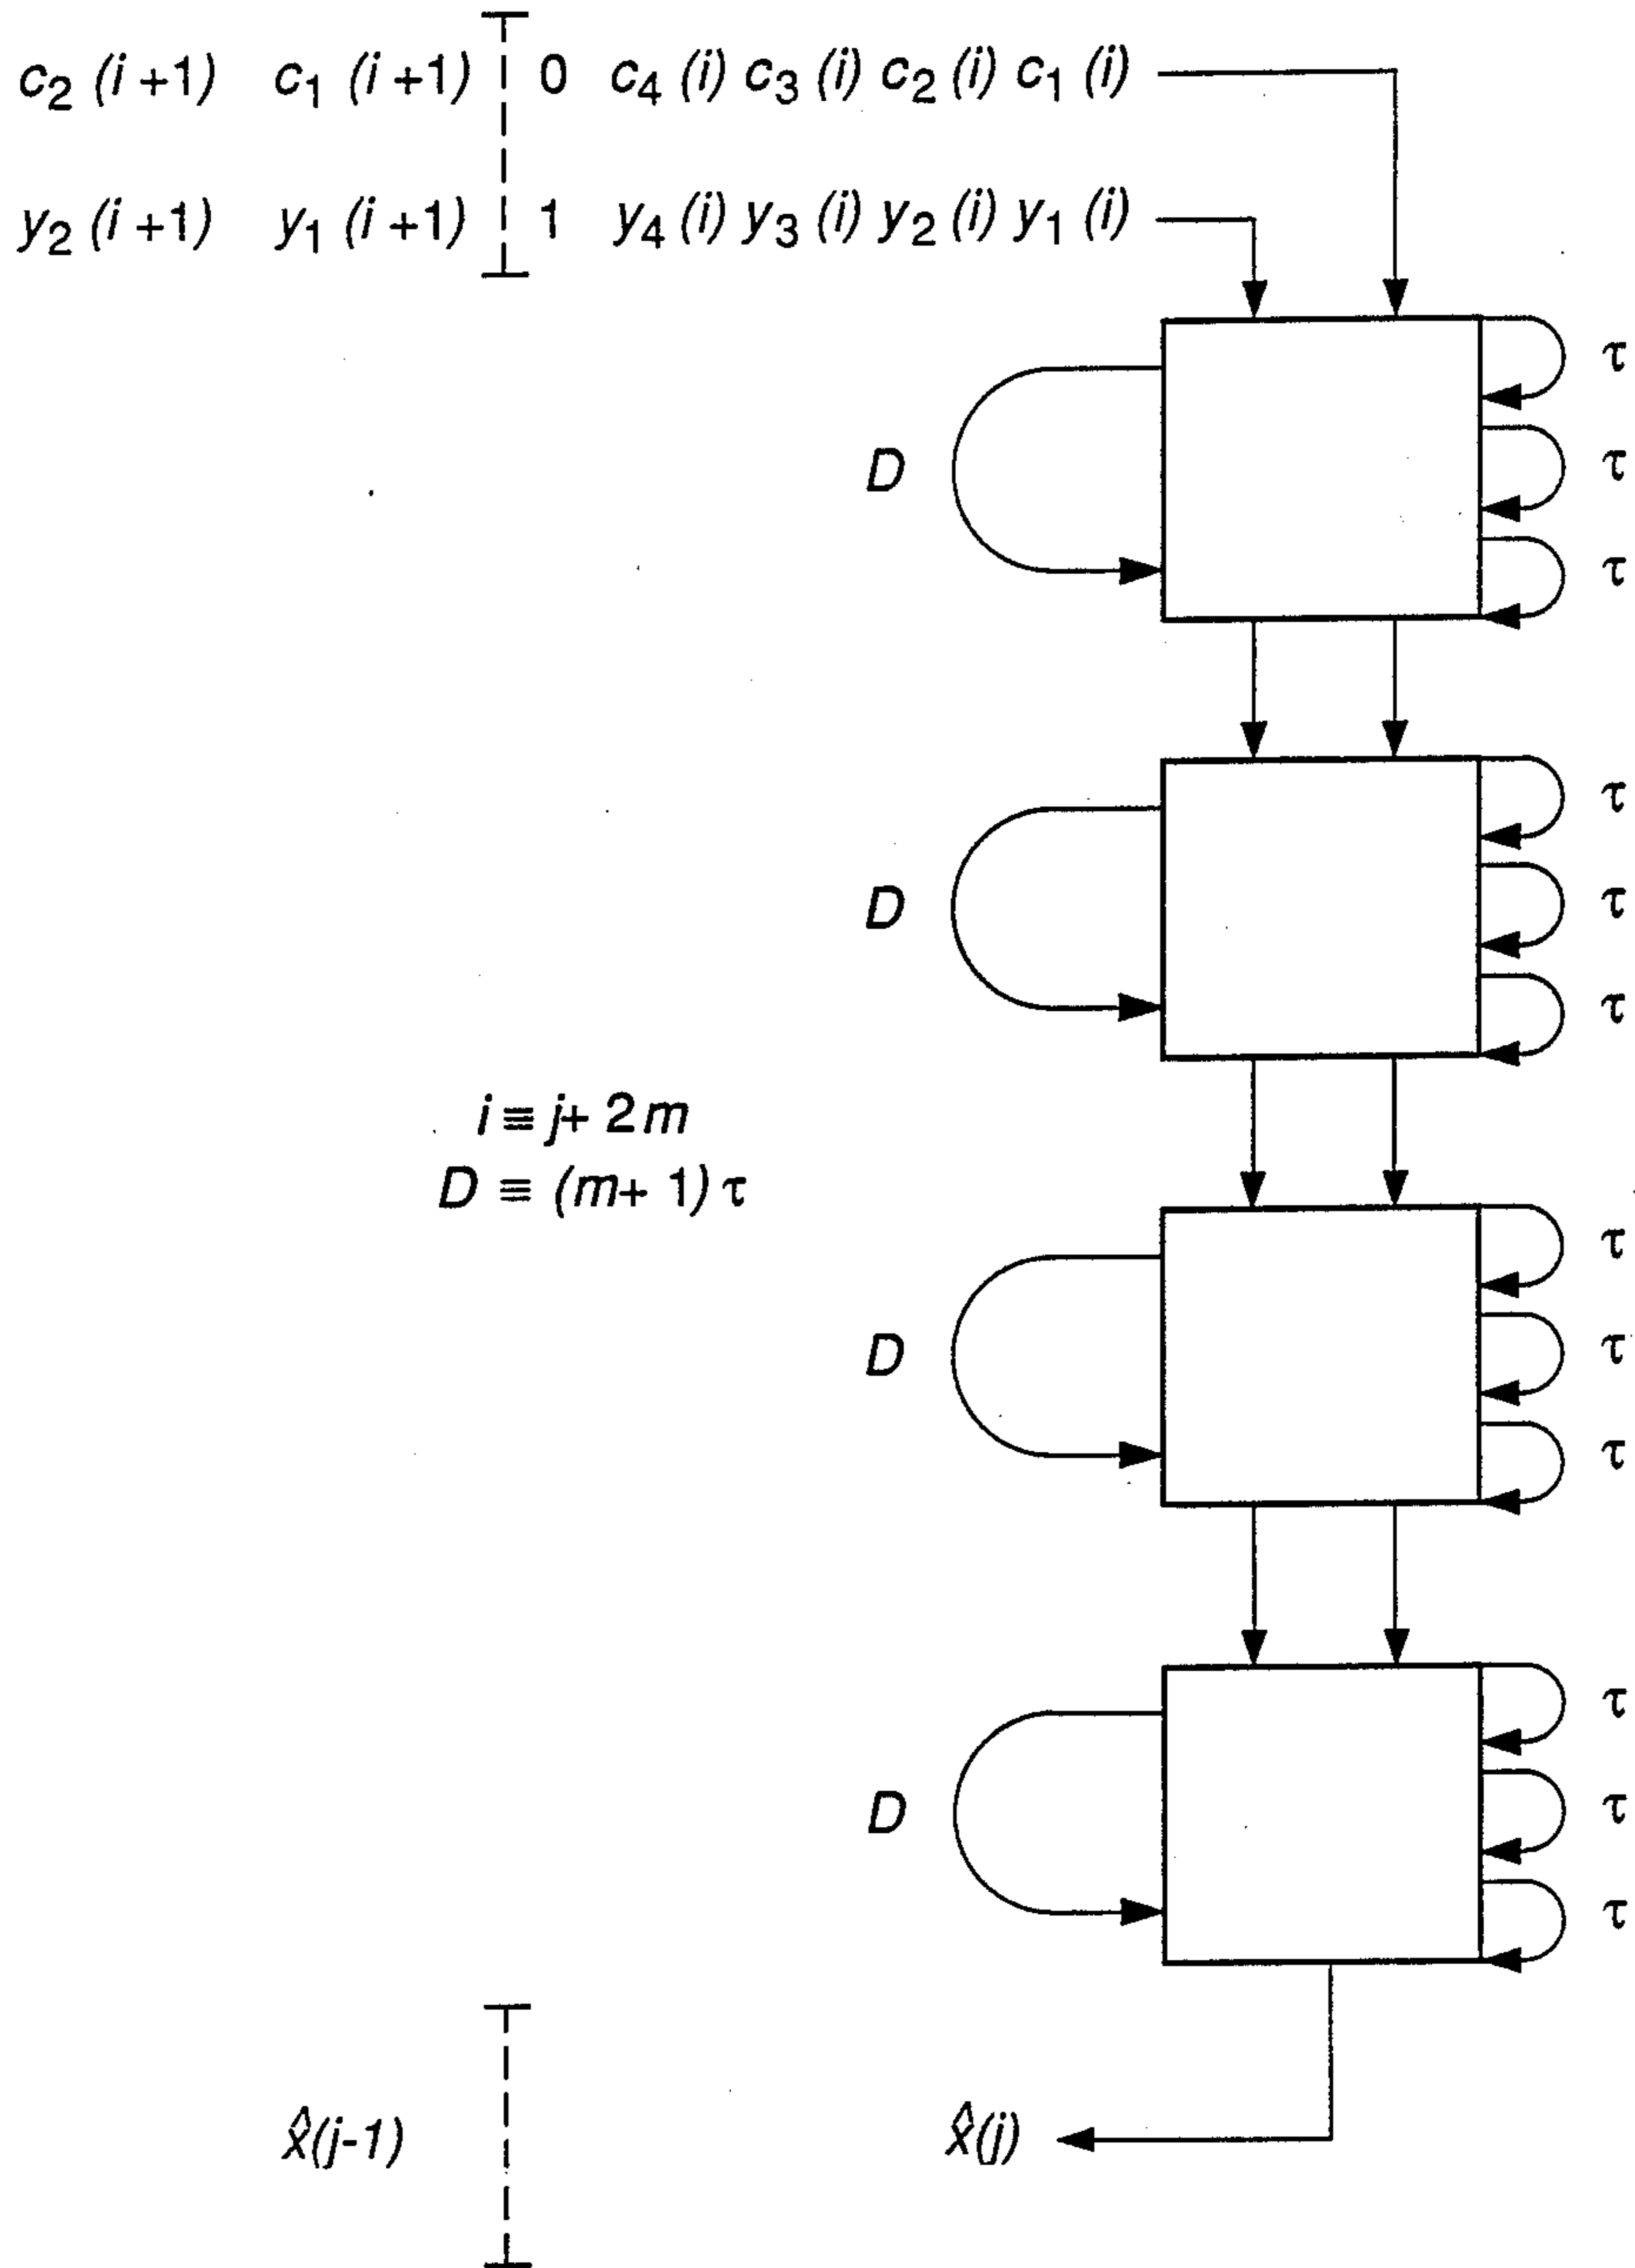 c₂ (i +1) c₁ (i +1) 0 c₄ (i) c₃ (i) c₂ (i) c₁ (i)
y₂ (i +1) y₁ (i +1) 1 y₄ (i) y₃ (i) y₂ (i) y₁ (i)
τ
D τ
τ
τ
D τ
τ
i ≡ j+ 2m
D ≡ (m+ 1) τ
τ
D τ
τ
τ
D τ
τ
x̂(j-1) x̂(j)